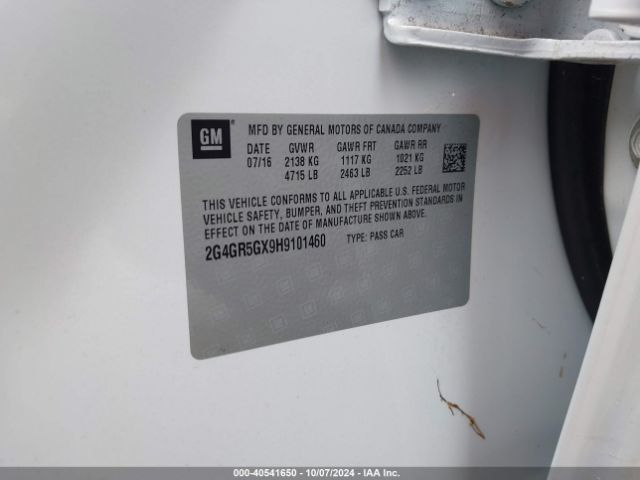 GM
MFD BY GENERAL MOTORS OF CANADA COMPANY
DATE GVWR GAWR FRT GAWR RR
07/16 2138 KG 1117 KG 1021 KG
4715 LB 2463 LB 2252 LB
THIS VEHICLE CONFORMS TO ALL APPLICABLE U.S. FEDERAL MOTOR
VEHICLE SAFETY, BUMPER, AND THEFT PREVENTION STANDARDS IN
EFFECT ON THE DATE OF MANUFACTURE SHOWN ABOVE.
2G4GR5GX9H9101460 TYPE: PASS CAR
000-40541650 - 10/07/2024 - IAA Inc.